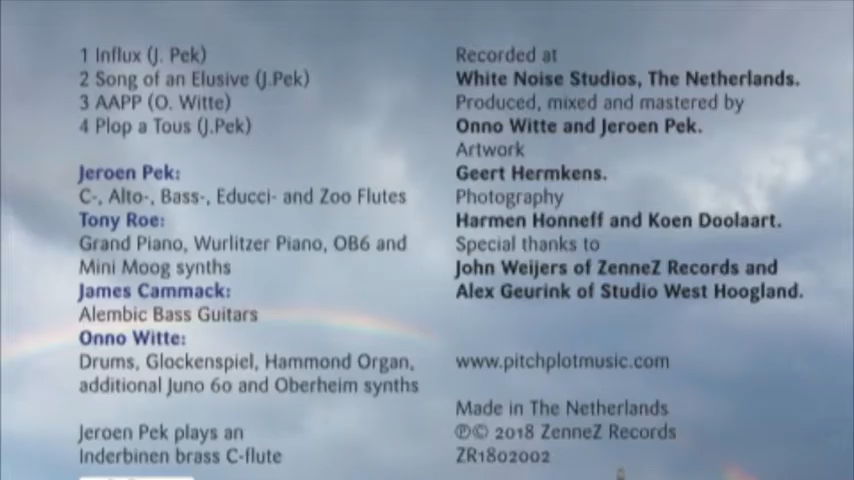 1 Influx (J. Pek)
2 Song of an Elusive (J.Pek)
3 AAPP (O. Witte)
4 Plop a Tous (J.Pek)
Jeroen Pek:
C-, Alto-, Bass-, Educci- and Zoo Flutes
Tony Roe:
Grand Piano, Wurlitzer Piano, OB6 and
Mini Moog synths
James Cammack:
Alembic Bass Guitars
Onno Witte:
Drums, Glockenspiel, Hammond Organ,
additional Juno 60 and Oberheim synths
Jeroen Pek plays an
Inderbinen brass C-flute
Recorded at
White Noise Studios, The Netherlands.
Produced, mixed and mastered by
Onno Witte and Jeroen Pek.
Artwork
Geert Hermkens.
Photography
Harmen Honneff and Koen Doolaart.
Special thanks to
John Weijers of ZenneZ Records and
Alex Geurink of Studio West Hoogland.
www.pitchplotmusic.com
Made in The Netherlands
℗© 2018 ZenneZ Records
ZR1802002